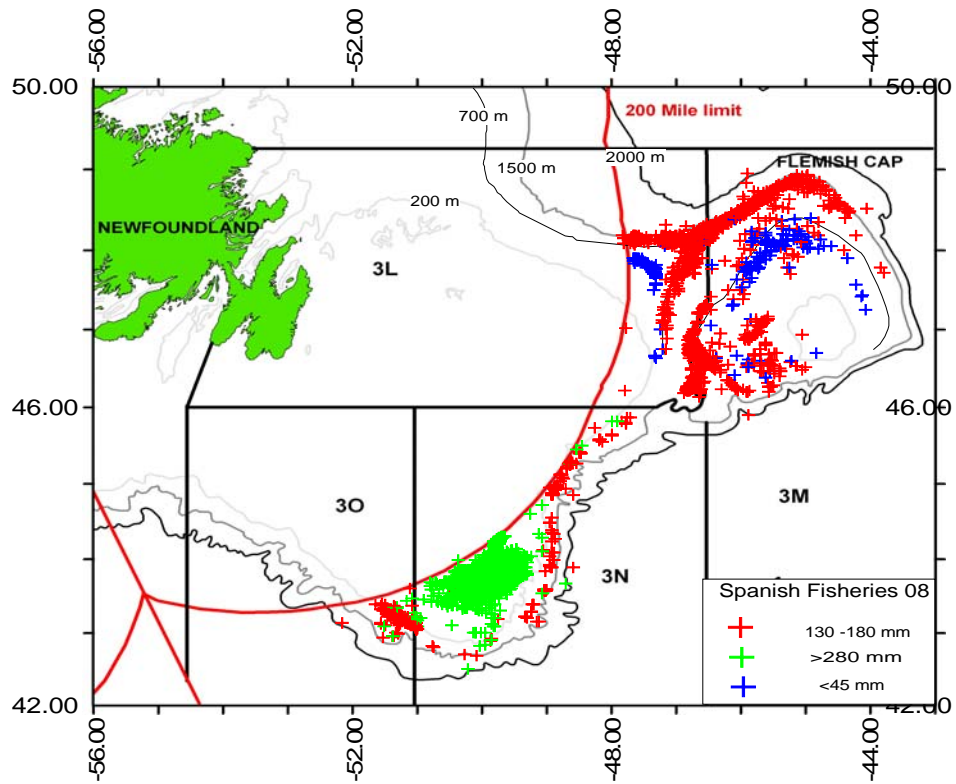 -56.00
-52.00
-48.00
-44.00
50.00
50.00
700 m
200 Mile limit
2000 m
FLEMISH CAP
1500 m
200 m
NEWFOUNDLAND
3L
46.00
46.00
3O
3M
3N
Spanish Fisheries 08
130 -180 mm
>280 mm
<45 mm
42.00
42.00
-56.00
-52.00
-48.00
-44.00